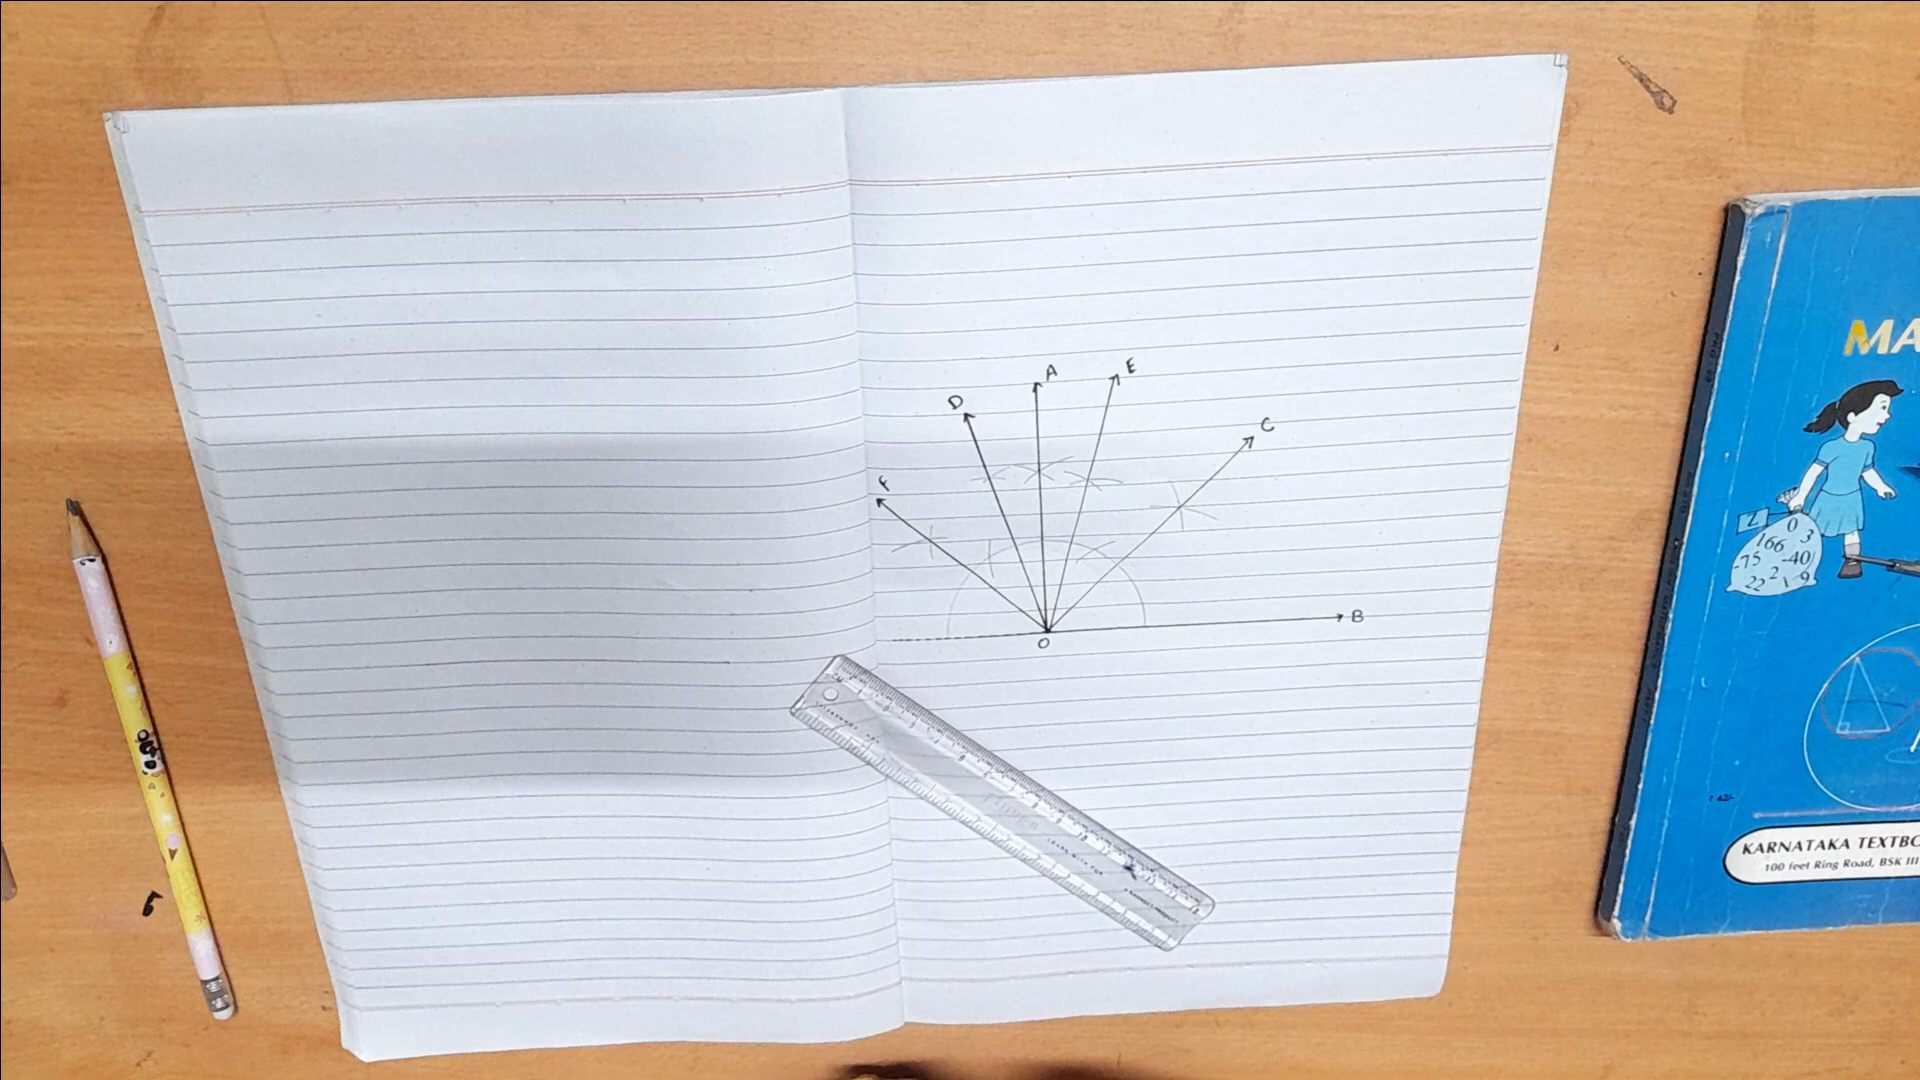 A
E
D
C
F
B
O
MA
Z
0
166
3
-75
-40
22
2
1
9
KARNATAKA TEXTBO
100 feet Ring Road, BSK III